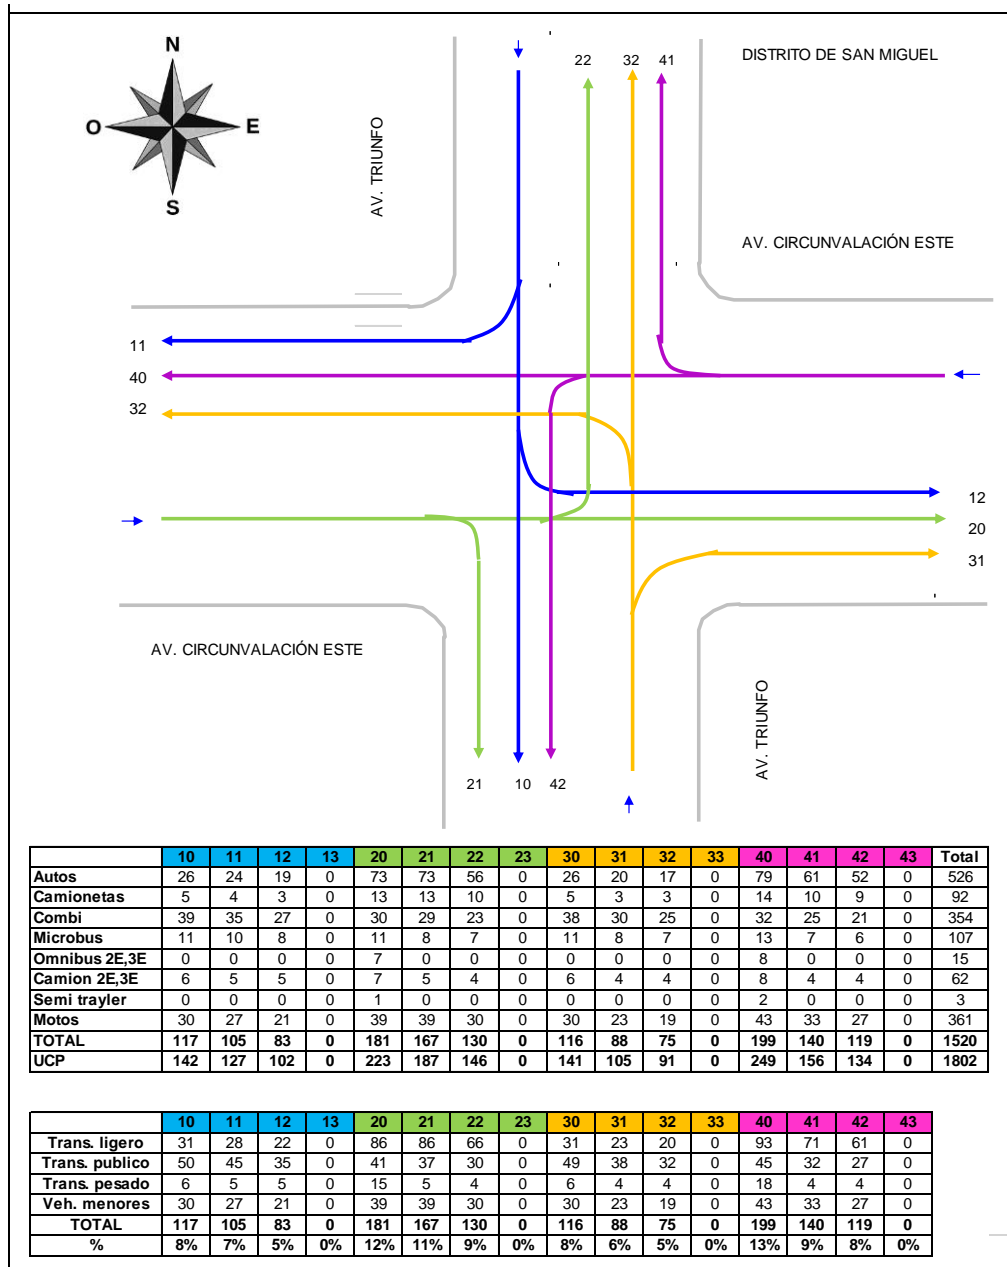 N
O E
S
AV. TRIUNFO
22 32 41
DISTRITO DE SAN MIGUEL
AV. CIRCUNVALACIÓN ESTE
11
40
32
12
20
31
AV. CIRCUNVALACIÓN ESTE
AV. TRIUNFO
21 10 42
10 11 12 13 20 21 22 23 30 31 32 33 40 41 42 43 Total
Autos 26 24 19 0 73 73 56 0 26 20 17 0 79 61 52 0 526
Camionetas 5 4 3 0 13 13 10 0 5 3 3 0 14 10 9 0 92
Combi 39 35 27 0 30 29 23 0 38 30 25 0 32 25 21 0 354
Microbus 11 10 8 0 11 8 7 0 11 8 7 0 13 7 6 0 107
Omnibus 2E,3E 0 0 0 0 7 0 0 0 0 0 0 0 8 0 0 0 15
Camion 2E,3E 6 5 5 0 7 5 4 0 6 4 4 0 8 4 4 0 62
Semi trayler 0 0 0 0 1 0 0 0 0 0 0 0 2 0 0 0 3
Motos 30 27 21 0 39 39 30 0 30 23 19 0 43 33 27 0 361
TOTAL 117 105 83 0 181 167 130 0 116 88 75 0 199 140 119 0 1520
UCP 142 127 102 0 223 187 146 0 141 105 91 0 249 156 134 0 1802
10 11 12 13 20 21 22 23 30 31 32 33 40 41 42 43
Trans. ligero 31 28 22 0 86 86 66 0 31 23 20 0 93 71 61 0
Trans. publico 50 45 35 0 41 37 30 0 49 38 32 0 45 32 27 0
Trans. pesado 6 5 5 0 15 5 4 0 6 4 4 0 18 4 4 0
Veh. menores 30 27 21 0 39 39 30 0 30 23 19 0 43 33 27 0
TOTAL 117 105 83 0 181 167 130 0 116 88 75 0 199 140 119 0
% 8% 7% 5% 0% 12% 11% 9% 0% 8% 6% 5% 0% 13% 9% 8% 0%